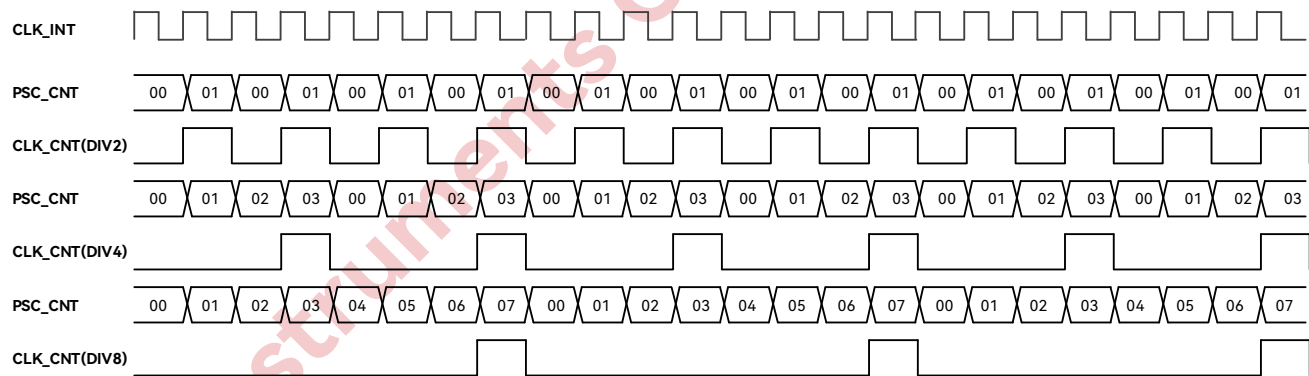 CLK_INT
PSC_CNT 00 01 00 01 00 01 00 01 00 01 00 01 00 01 00 01 00 01 00 01 00 01 00 01
CLK_CNT(DIV2)
PSC_CNT 00 01 02 03 00 01 02 03 00 01 02 03 00 01 02 03 00 01 02 03 00 01 02 03
CLK_CNT(DIV4)
PSC_CNT 00 01 02 03 04 05 06 07 00 01 02 03 04 05 06 07 00 01 02 03 04 05 06 07
CLK_CNT(DIV8)